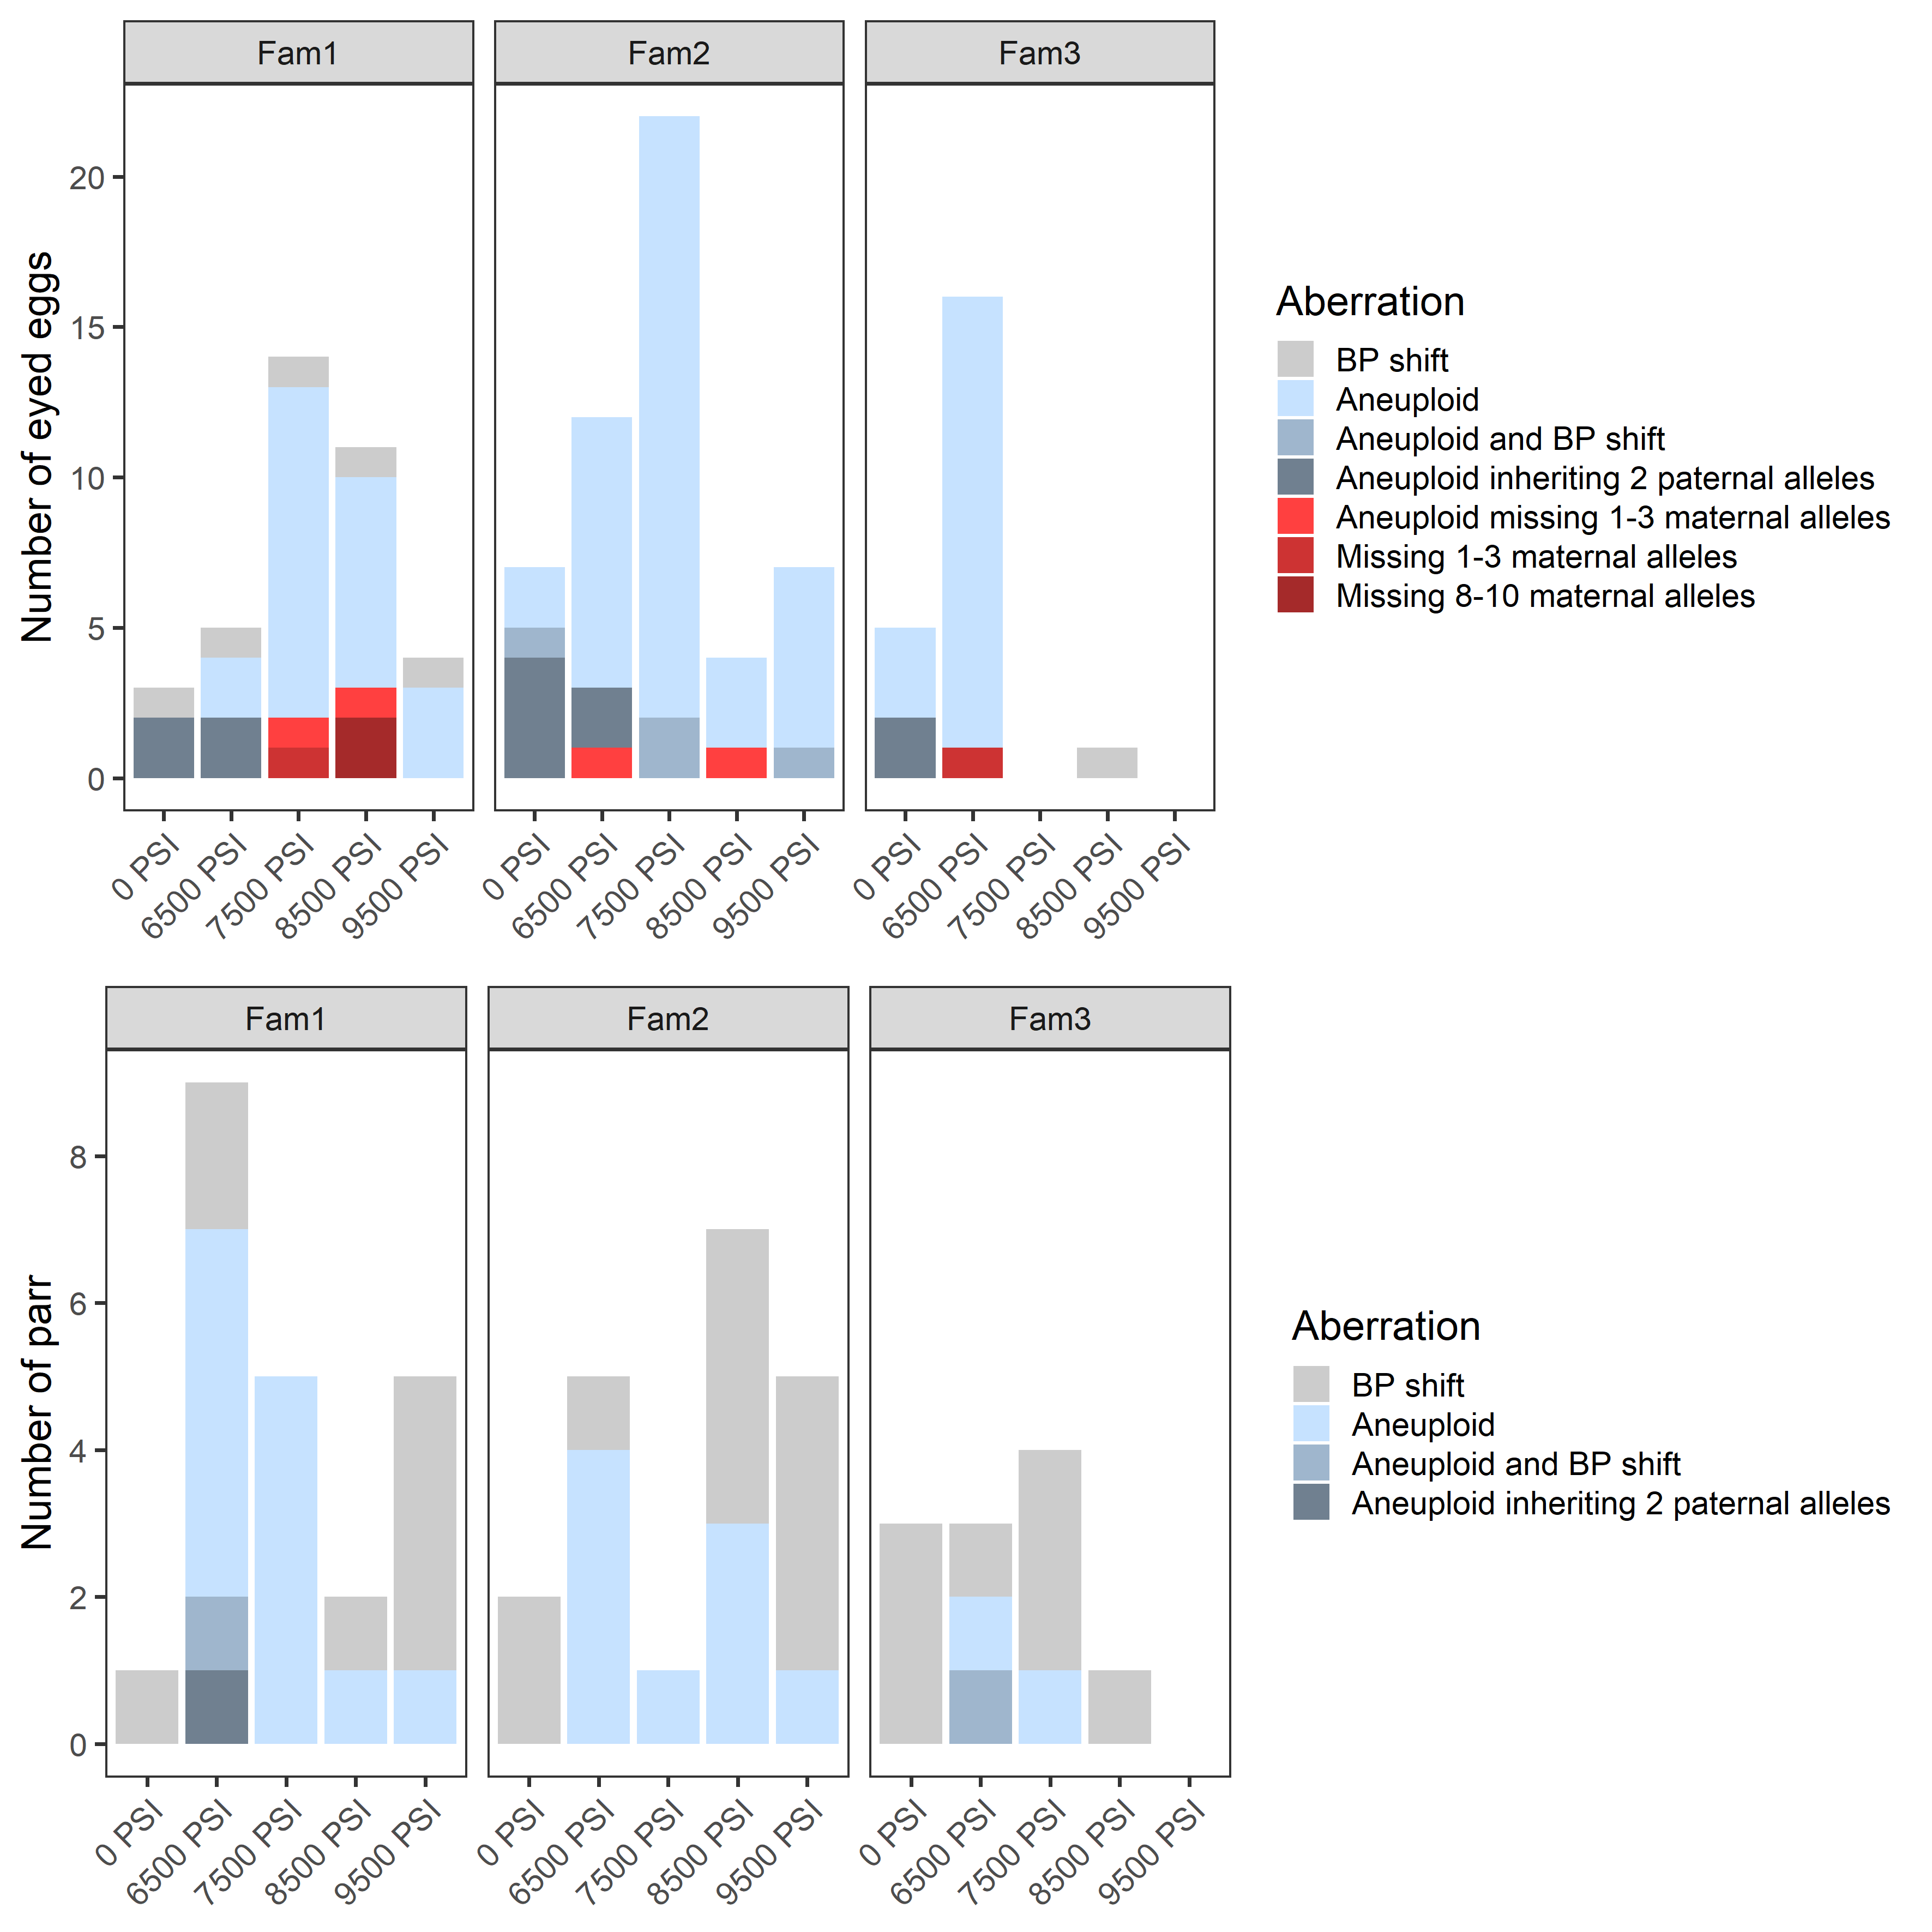 Fam1
Fam2
Fam3
Number of eyed eggs
20
15
10
5
0
0 PSI
6500 PSI
7500 PSI
8500 PSI
9500 PSI
0 PSI
6500 PSI
7500 PSI
8500 PSI
9500 PSI
0 PSI
6500 PSI
7500 PSI
8500 PSI
9500 PSI
Aberration
BP shift
Aneuploid
Aneuploid and BP shift
Aneuploid inheriting 2 paternal alleles
Aneuploid missing 1-3 maternal alleles
Missing 1-3 maternal alleles
Missing 8-10 maternal alleles
Fam1
Fam2
Fam3
Number of parr
8
6
4
2
0
0 PSI
6500 PSI
7500 PSI
8500 PSI
9500 PSI
0 PSI
6500 PSI
7500 PSI
8500 PSI
9500 PSI
0 PSI
6500 PSI
7500 PSI
8500 PSI
9500 PSI
Aberration
BP shift
Aneuploid
Aneuploid and BP shift
Aneuploid inheriting 2 paternal alleles